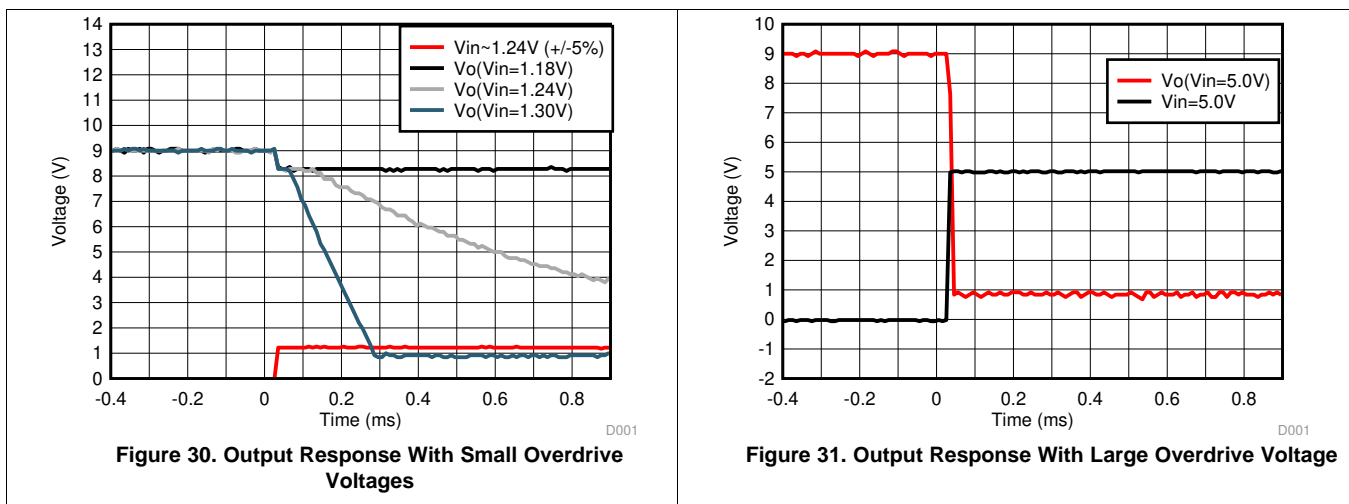 14
13
12
11
10
9
8
7
6
5
4
3
2
1
0
Voltage (V)
Vin~1.24V (+/-5%)
Vo(Vin=1.18V)
Vo(Vin=1.24V)
Vo(Vin=1.30V)
-0.4 -0.2 0 0.2 0.4 0.6 0.8
Time (ms)
D001
Figure 30. Output Response With Small Overdrive
Voltages
10
9
8
7
6
5
4
3
2
1
0
-1
-2
Voltage (V)
Vo(Vin=5.0V)
Vin=5.0V
-0.4 -0.2 0 0.2 0.4 0.6 0.8
Time (ms)
D001
Figure 31. Output Response With Large Overdrive Voltage